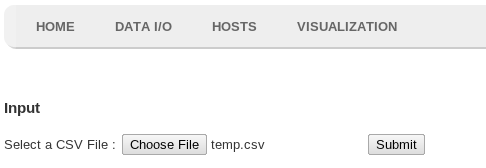 HOME DATA I/O HOSTS VISUALIZATION
Input
Select a CSV File : Choose File temp.csv Submit